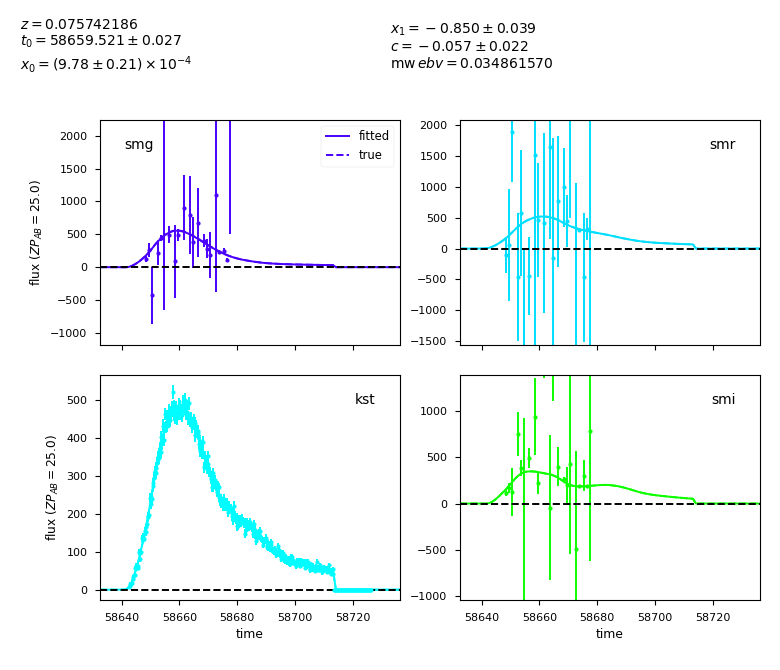 z = 0.075742186
t₀ = 58659.521 ± 0.027
x₀ = (9.78 ± 0.21) × 10⁻⁴
x₁ = −0.850 ± 0.039
c = −0.057 ± 0.022
mw ebv = 0.034861570
smg
fitted
true
2000
1500
1000
500
0
−500
−1000
flux (ZP_AB = 25.0)
smr
2000
1500
1000
500
0
−500
−1000
−1500
kst
500
400
300
200
100
0
flux (ZP_AB = 25.0)
58640 58660 58680 58700 58720
time
smi
1000
500
0
−500
−1000
58640 58660 58680 58700 58720
time